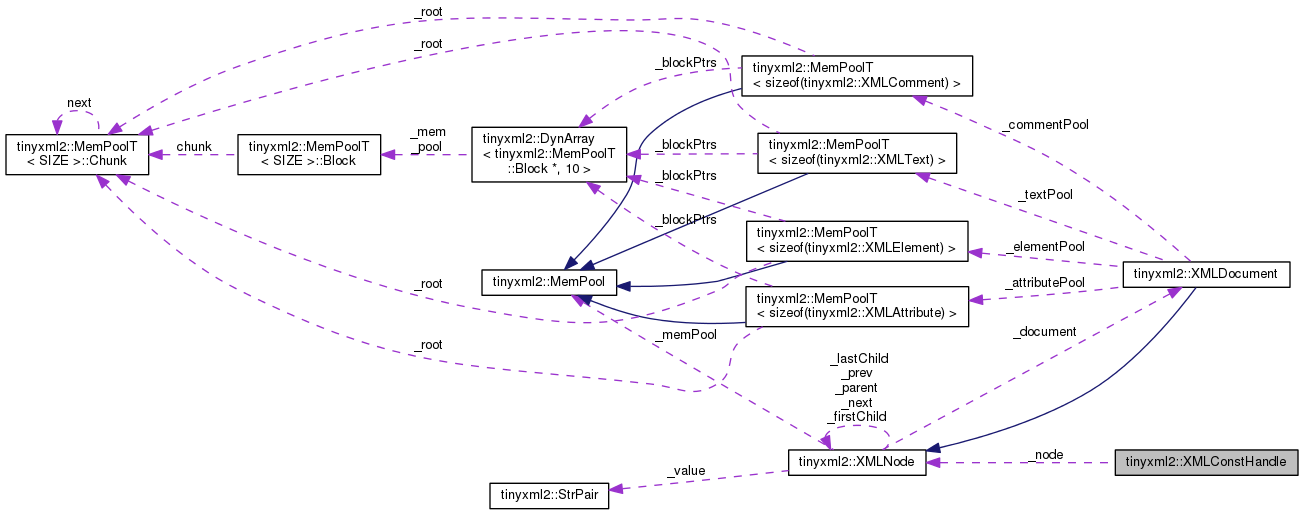 _root
_root
_blockPtrs
tinyxml2::MemPoolT
< sizeof(tinyxml2::XMLComment) >
next
tinyxml2::MemPoolT
< SIZE >::Chunk
chunk
tinyxml2::MemPoolT
< SIZE >::Block
_mem
_pool
tinyxml2::DynArray
< tinyxml2::MemPoolT
::Block *, 10 >
_blockPtrs
tinyxml2::MemPoolT
< sizeof(tinyxml2::XMLText) >
_commentPool
_blockPtrs
_textPool
_blockPtrs
tinyxml2::MemPoolT
< sizeof(tinyxml2::XMLElement) >
_elementPool
tinyxml2::XMLDocument
tinyxml2::MemPool
_root
tinyxml2::MemPoolT
< sizeof(tinyxml2::XMLAttribute) >
_attributePool
_root
_memPool
_document
_lastChild
_prev
_parent
_next
_firstChild
tinyxml2::XMLNode
_node
tinyxml2::XMLConstHandle
_value
tinyxml2::StrPair